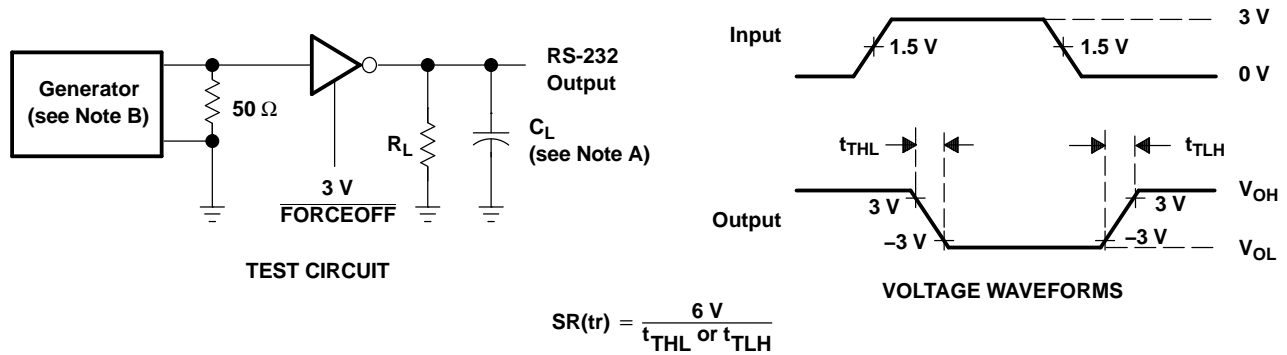 Generator
(see Note B)
50 Ω
3 V
FORCEOFF
R_L
C_L
(see Note A)
RS-232
Output
TEST CIRCUIT
Input
1.5 V
1.5 V
3 V
0 V
t_THL
t_TLH
Output
3 V
–3 V
3 V
–3 V
V_OH
V_OL
VOLTAGE WAVEFORMS
SR(tr) = 6 V / t_THL or t_TLH